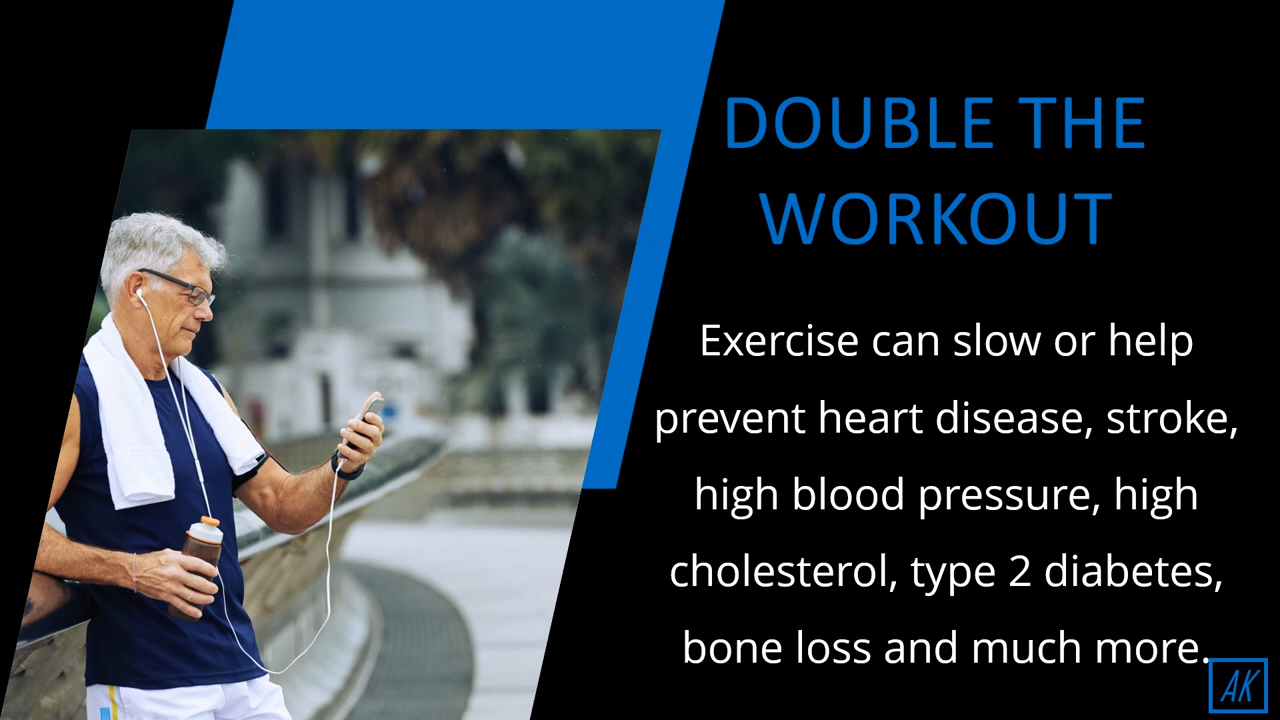 DOUBLE THE
WORKOUT
Exercise can slow or help
prevent heart disease, stroke,
high blood pressure, high
cholesterol, type 2 diabetes,
bone loss and much more.
AK